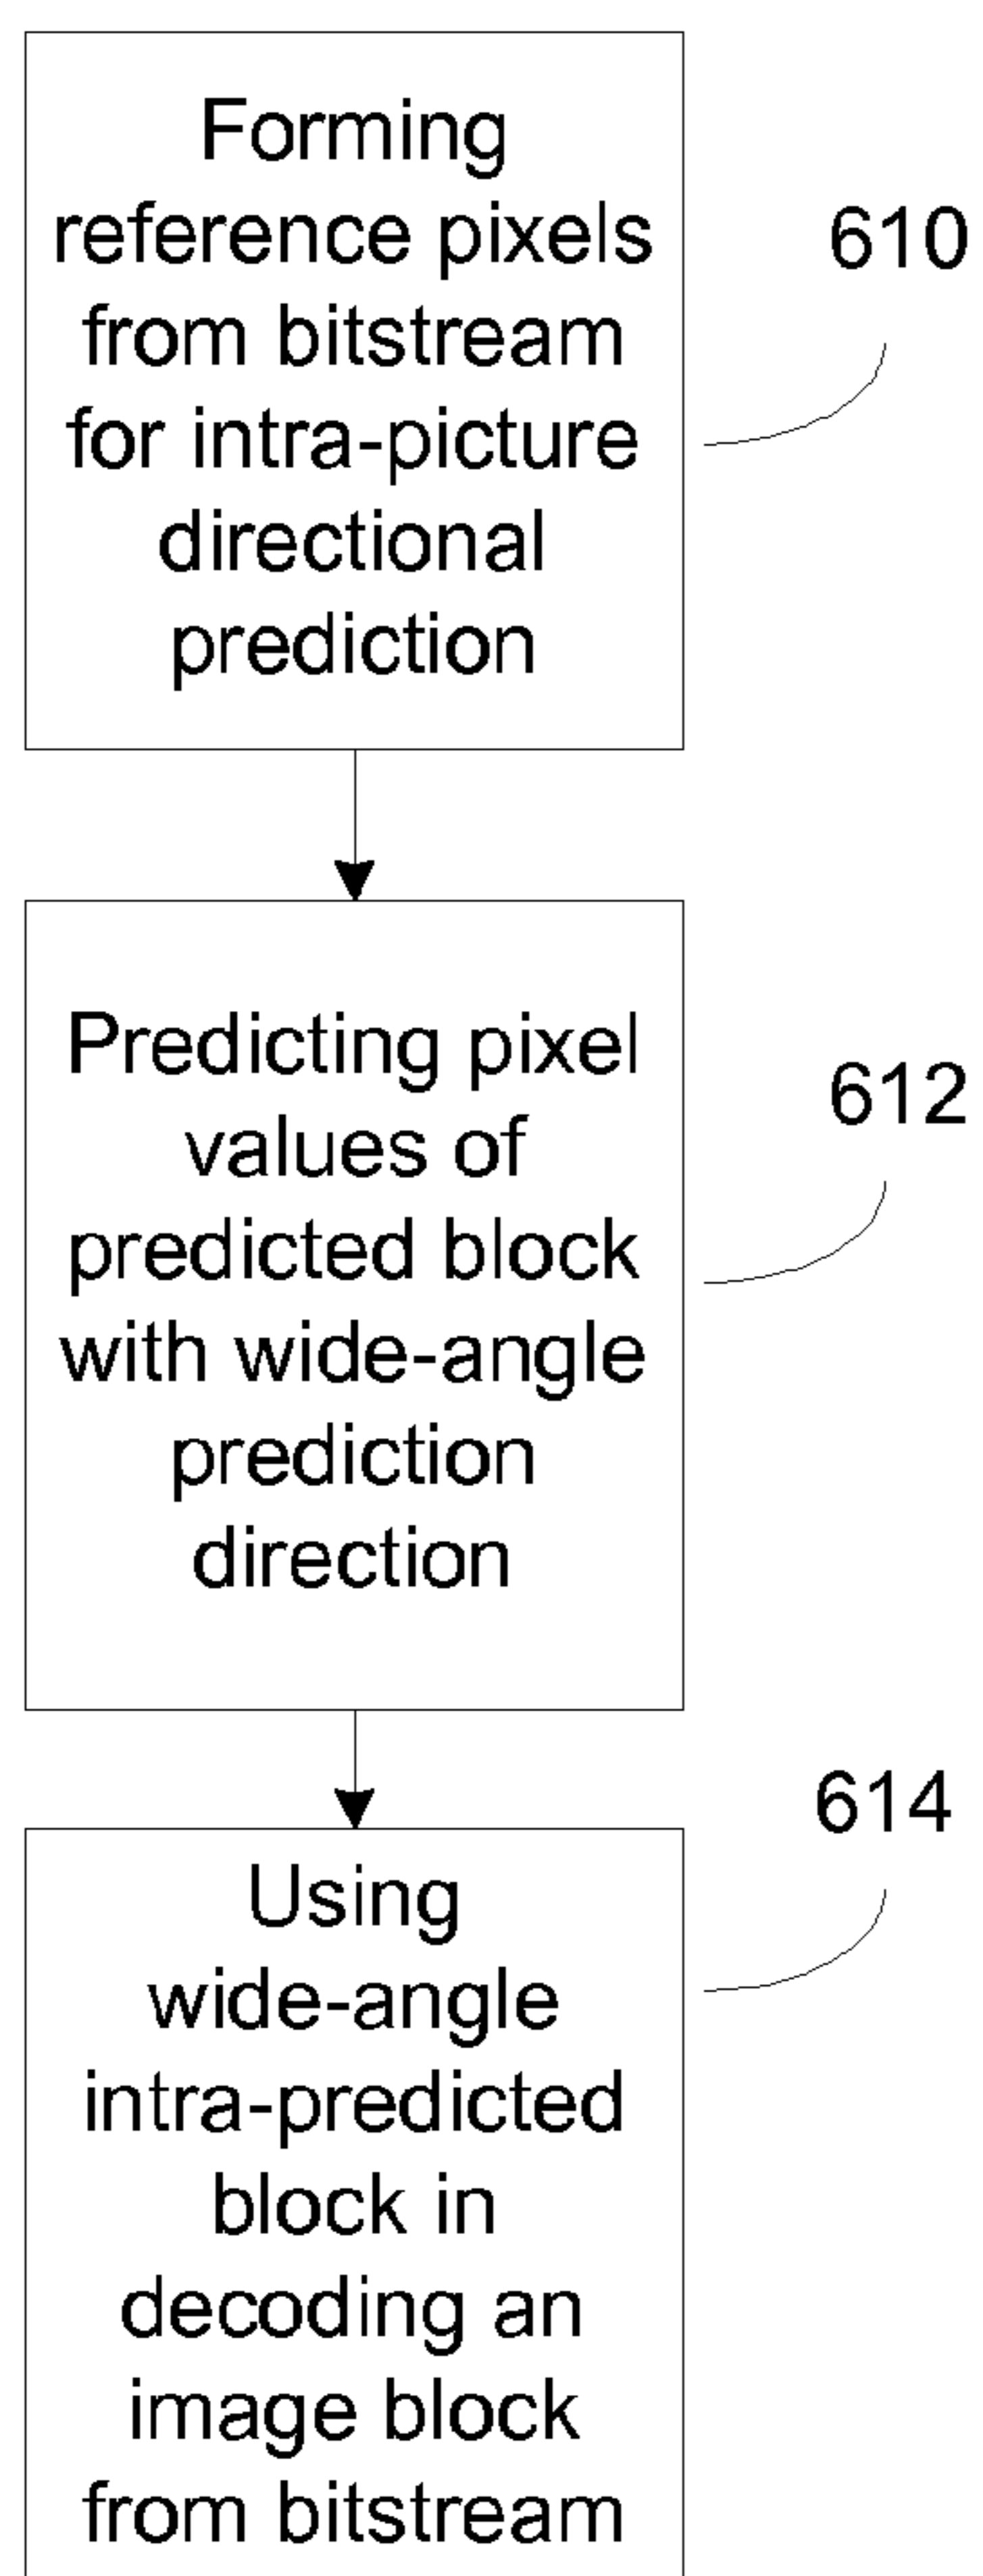 Forming
reference pixels
from bitstream
for intra-picture
directional
prediction
610
Predicting pixel
values of
predicted block
with wide-angle
prediction
direction
612
Using
wide-angle
intra-predicted
block in
decoding an
image block
from bitstream
614